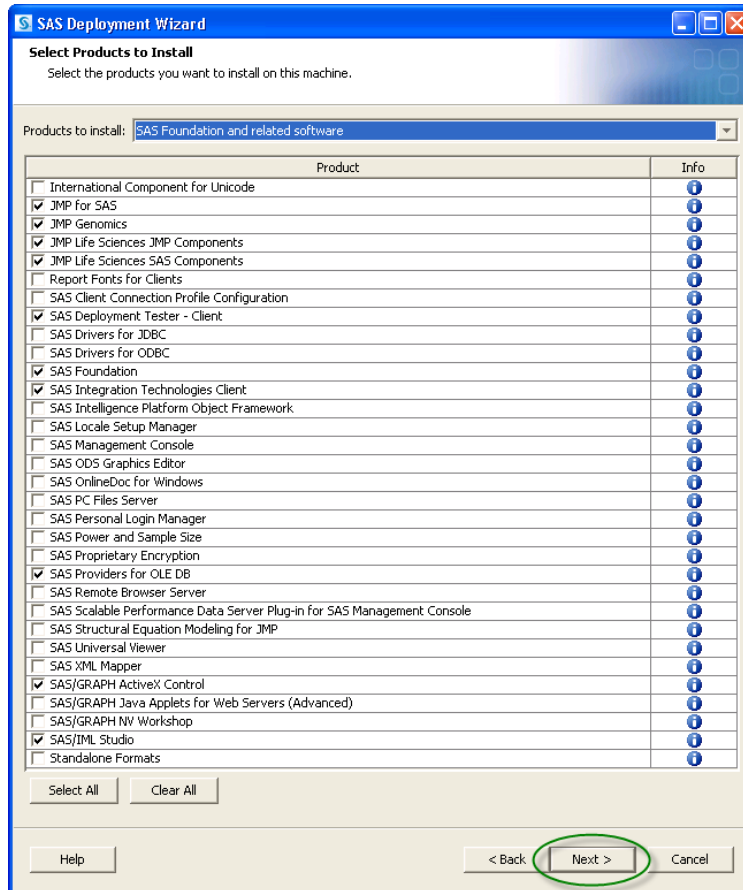 SAS Deployment Wizard
Select Products to Install
Select the products you want to install on this machine.
Products to install: SAS Foundation and related software
Product Info
International Component for Unicode
JMP for SAS
JMP Genomics
JMP Life Sciences JMP Components
JMP Life Sciences SAS Components
Report Fonts for Clients
SAS Client Connection Profile Configuration
SAS Deployment Tester - Client
SAS Drivers for JDBC
SAS Drivers for ODBC
SAS Foundation
SAS Integration Technologies Client
SAS Intelligence Platform Object Framework
SAS Locale Setup Manager
SAS Management Console
SAS ODS Graphics Editor
SAS OnlineDoc for Windows
SAS PC Files Server
SAS Personal Login Manager
SAS Power and Sample Size
SAS Proprietary Encryption
SAS Providers for OLE DB
SAS Remote Browser Server
SAS Scalable Performance Data Server Plug-in for SAS Management Console
SAS Structural Equation Modeling for JMP
SAS Universal Viewer
SAS XML Mapper
SAS/GRAPH ActiveX Control
SAS/GRAPH Java Applets for Web Servers (Advanced)
SAS/GRAPH NV Workshop
SAS/IML Studio
Standalone Formats
Select All Clear All
Help < Back Next > Cancel